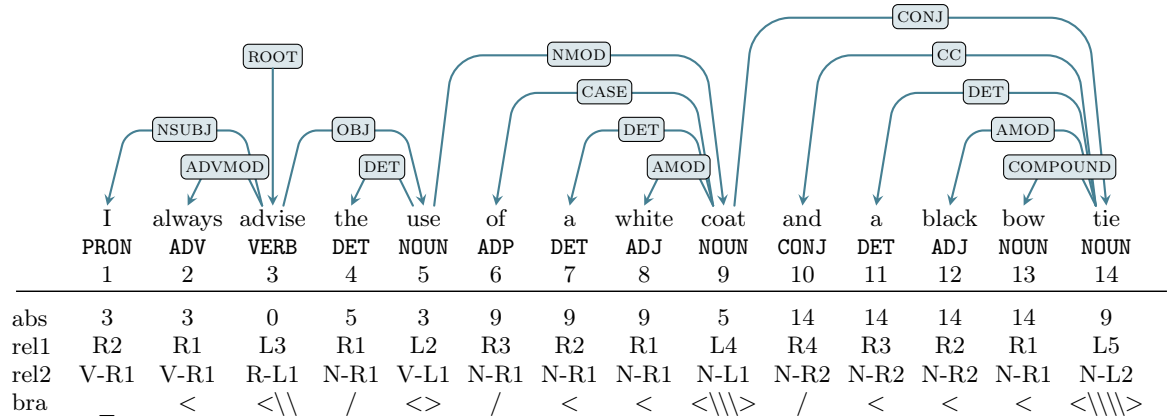 CONJ
ROOT NMOD CC
CASE DET
NSUBJ OBJ DET AMOD
ADVMOD DET AMOD COMPOUND
I always advise the use of a white coat and a black bow tie
PRON ADV VERB DET NOUN ADP DET ADJ NOUN CONJ DET ADJ NOUN NOUN
1 2 3 4 5 6 7 8 9 10 11 12 13 14
abs 3 3 0 5 3 9 9 9 5 14 14 14 14 9
rel1 R2 R1 L3 R1 L2 R3 R2 R1 L4 R4 R3 R2 R1 L5
rel2 V-R1 V-R1 R-L1 N-R1 V-L1 N-R1 N-R1 N-R1 N-L1 N-R2 N-R2 N-R2 N-R1 N-L2
bra _ < <\\ / <> / < < <\\\> / < < < <\\\\>